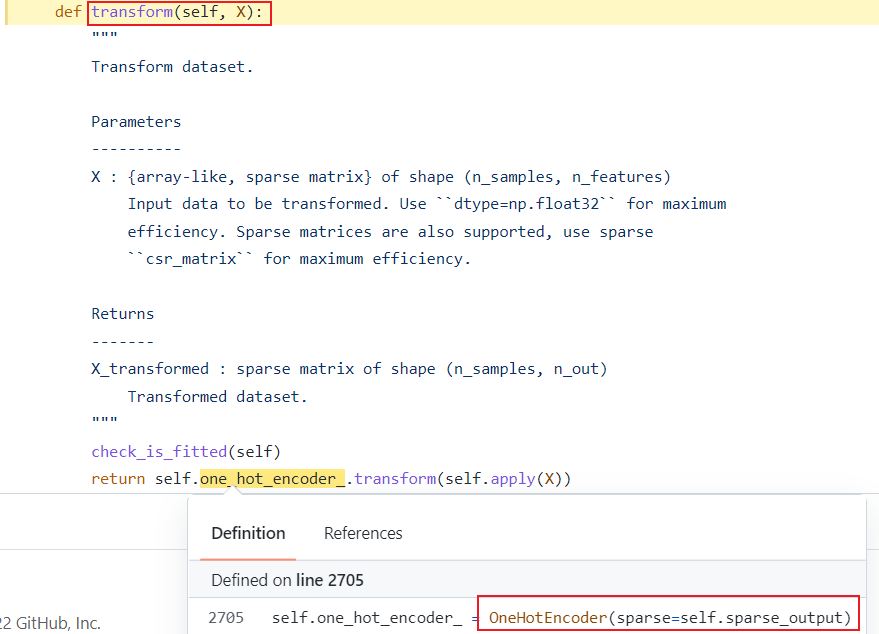 def transform(self, X):
"""
Transform dataset.
Parameters
----------
X : {array-like, sparse matrix} of shape (n_samples, n_features)
Input data to be transformed. Use ``dtype=np.float32`` for maximum
efficiency. Sparse matrices are also supported, use sparse
``csr_matrix`` for maximum efficiency.
Returns
-------
X_transformed : sparse matrix of shape (n_samples, n_out)
Transformed dataset.
"""
check_is_fitted(self)
return self.one_hot_encoder_.transform(self.apply(X))
Definition References
Defined on line 2705
2705 self.one_hot_encoder_ = OneHotEncoder(sparse=self.sparse_output)
22 GitHub, Inc.